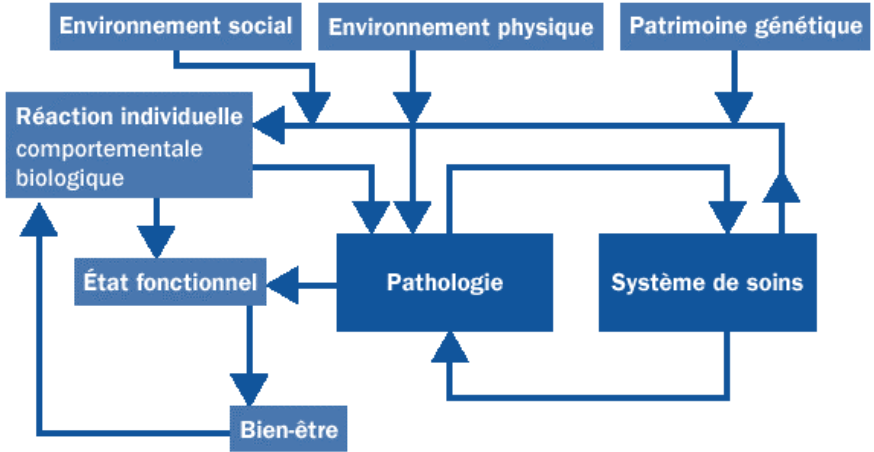 Environnement social
Environnement physique
Patrimoine génétique
Réaction individuelle
comportementale
biologique
État fonctionnel
Pathologie
Système de soins
Bien-être